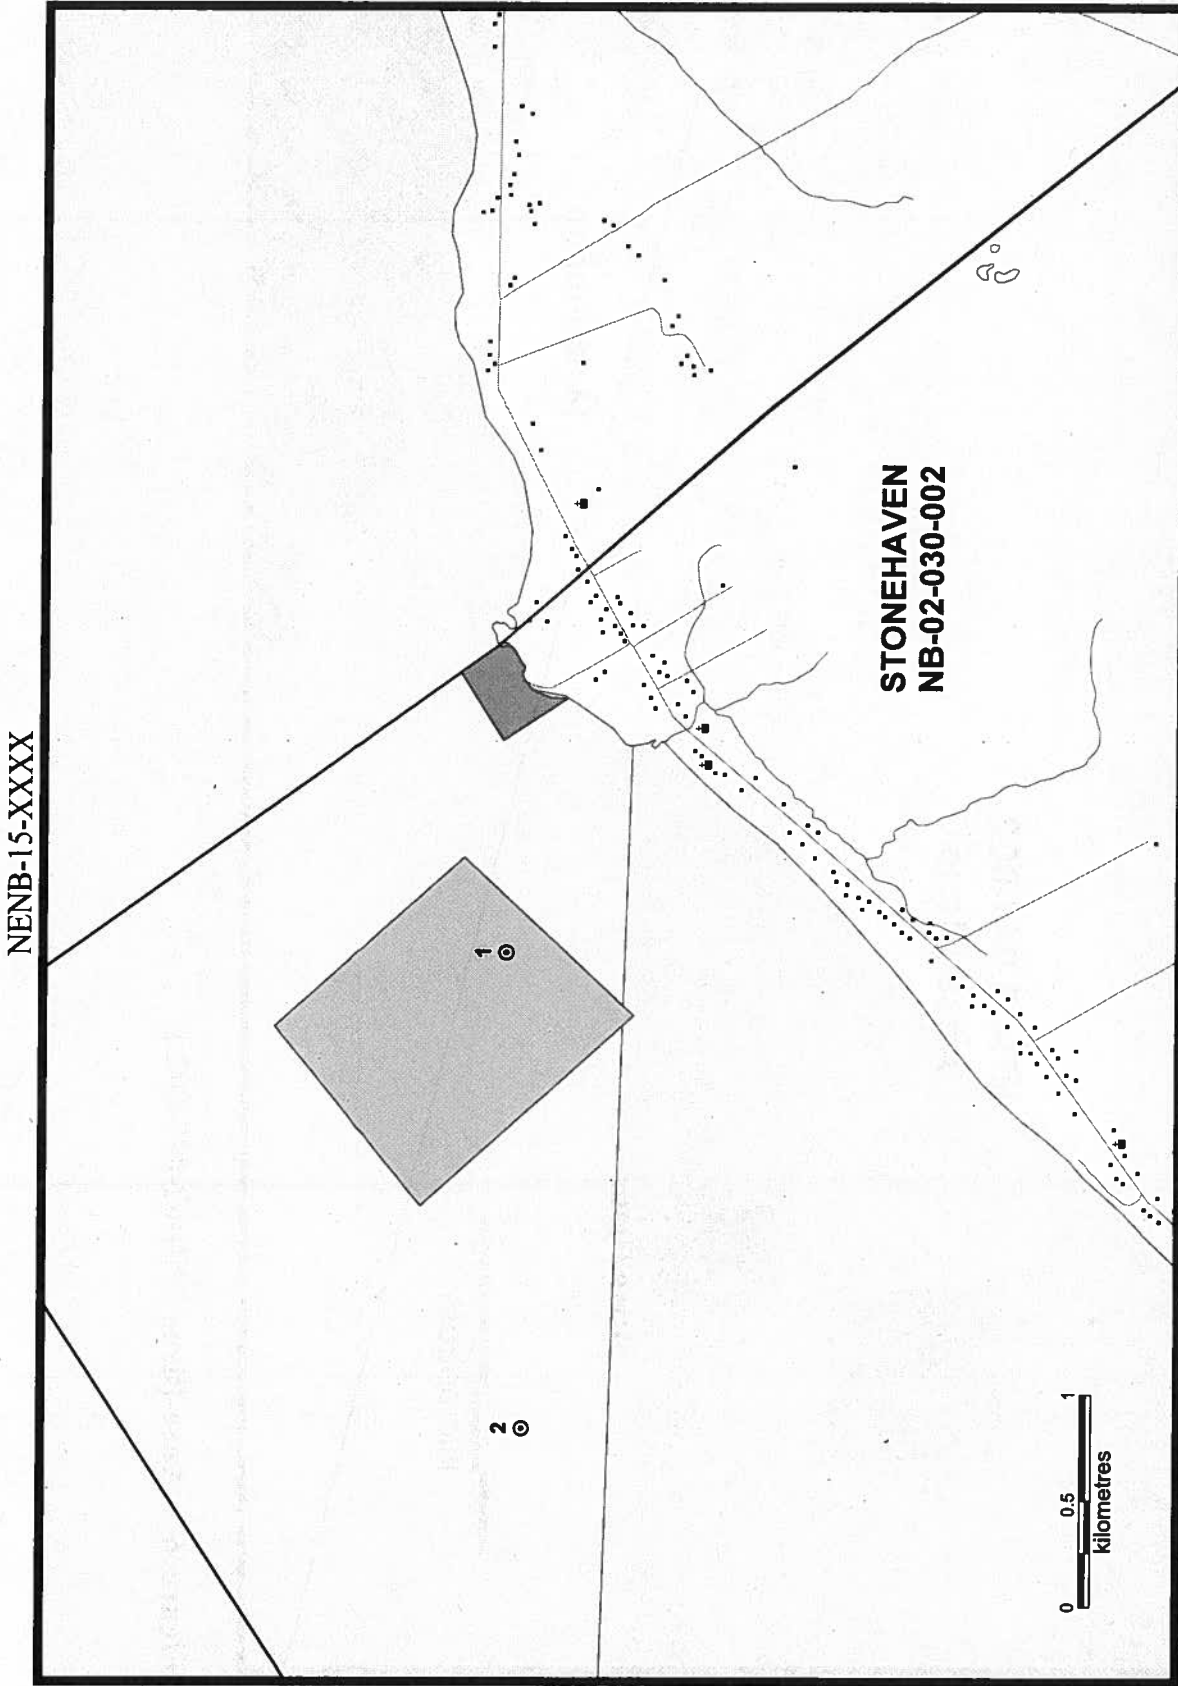 NENB-15-XXXX
1
2
STONEHAVEN
NB-02-030-002
0 0.5 1
kilometres